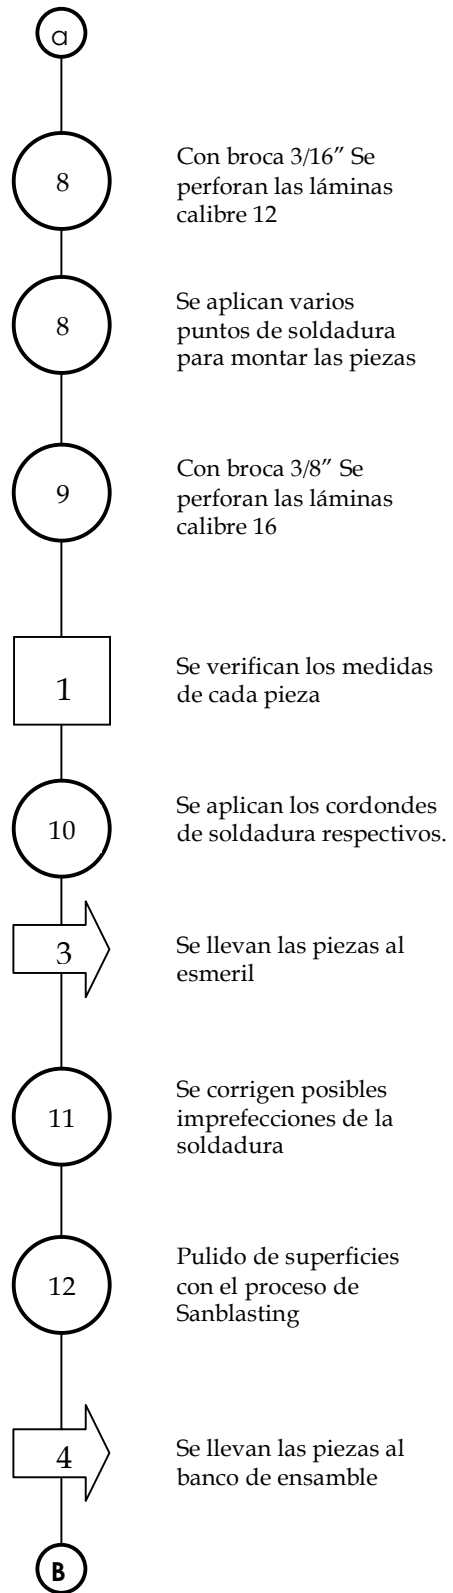 a
8
Con broca 3/16” Se
perforan las láminas
calibre 12
8
Se aplican varios
puntos de soldadura
para montar las piezas
9
Con broca 3/8” Se
perforan las láminas
calibre 16
1
Se verifican los medidas
de cada pieza
10
Se aplican los cordondes
de soldadura respectivos.
3
Se llevan las piezas al
esmeril
11
Se corrigen posibles
imprefecciones de la
soldadura
12
Pulido de superficies
con el proceso de
Sanblasting
4
Se llevan las piezas al
banco de ensamble
B